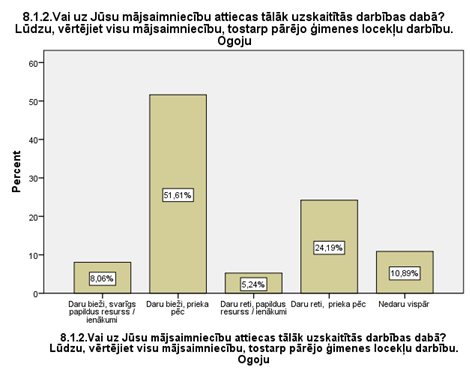 8.1.2.Vai uz Jūsu mājsaimniecību attiecas tālāk uzskaitītās darbības dabā?
Lūdzu, vērtējiet visu mājsaimniecību, tostarp pārējo ģimenes locekļu darbību.
Ogoju
60
50
40
30
20
10
0
Percent
8,06%
51,61%
5,24%
24,19%
10,89%
Daru bieži, svarīgs papildus resurss / ienākumi
Daru bieži, prieka pēc
Daru reti, papildus resurss / ienākumi
Daru reti, prieka pēc
Nedaru vispār
8.1.2.Vai uz Jūsu mājsaimniecību attiecas tālāk uzskaitītās darbības dabā?
Lūdzu, vērtējiet visu mājsaimniecību, tostarp pārējo ģimenes locekļu darbību.
Ogoju